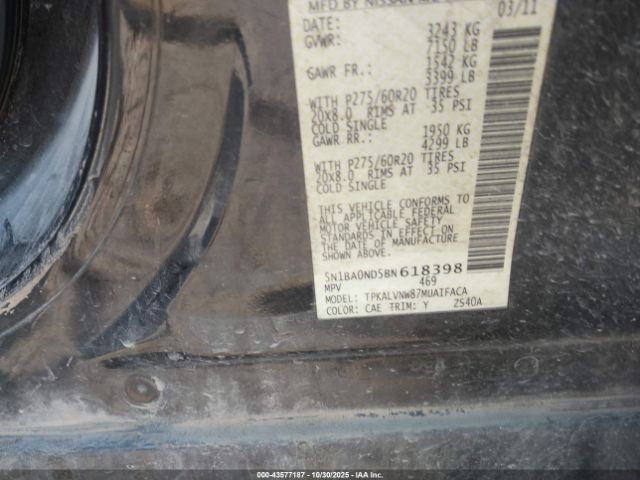 MFD BY NISSAN
DATE: 03/11
GVWR: 3243 KG
7150 LB
GAWR FR.: 1542 KG
3399 LB
WITH P275/60R20 TIRES
20X8.0 RIMS AT 35 PSI
COLD SINGLE
GAWR RR.: 1950 KG
4299 LB
WITH P275/60R20 TIRES
20X8.0 RIMS AT 35 PSI
COLD SINGLE
THIS VEHICLE CONFORMS TO
ALL APPLICABLE FEDERAL
MOTOR VEHICLE SAFETY
STANDARDS IN EFFECT ON
THE DATE OF MANUFACTURE
SHOWN ABOVE.
5N1BA0ND5BN618398
MPV 469
MODEL: TPKALVNW87MUAIFACA
COLOR: CAE TRIM: Y ZS40A
000-43577187 - 10/30/2025 - IAA Inc.